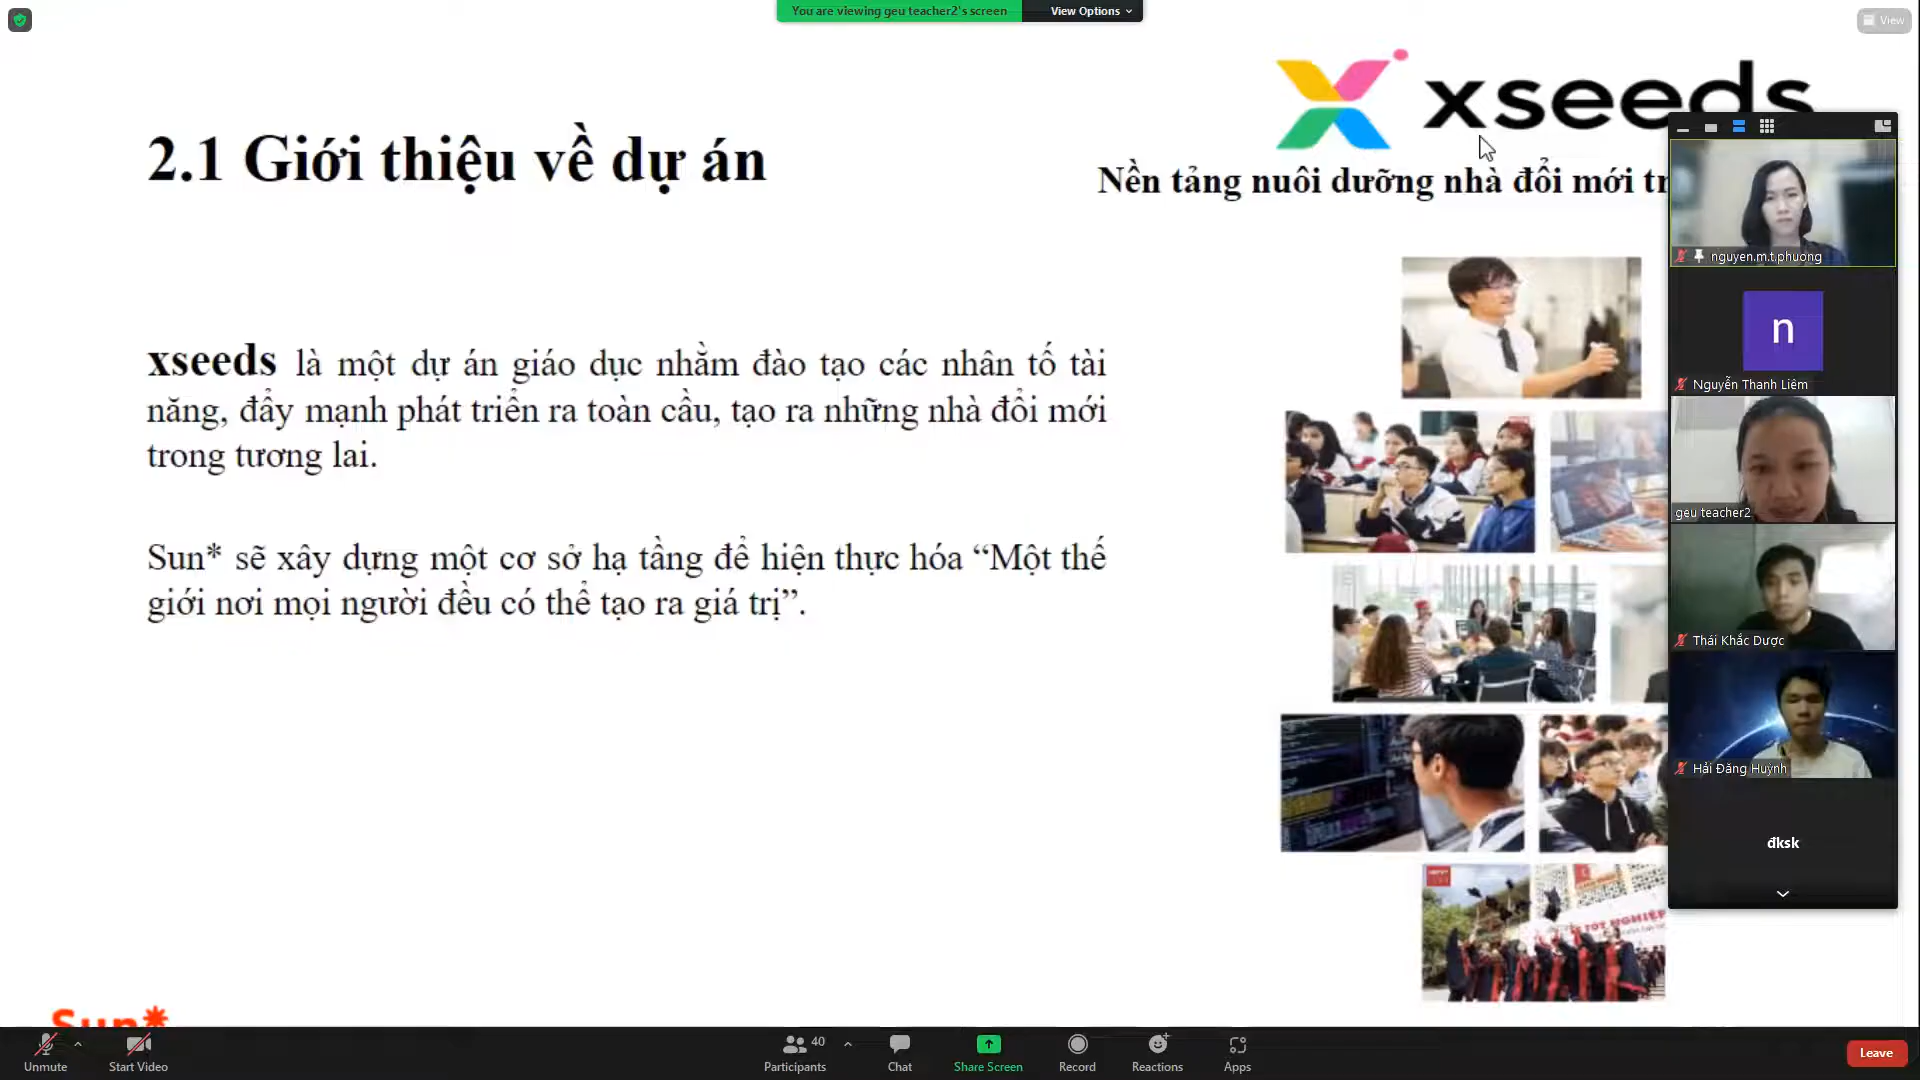 You are viewing geu teacher2's screen
View Options
View
xseeds
2.1 Giới thiệu về dự án
Nền tảng nuôi dưỡng nhà đổi mới
nguyen.m.t.phuong
n
Nguyễn Thanh Liêm
xseeds là một dự án giáo dục nhằm đào tạo các nhân tố tài
năng, đẩy mạnh phát triển ra toàn cầu, tạo ra những nhà đổi mới
trong tương lai.
geu teacher2
Sun* sẽ xây dựng một cơ sở hạ tầng để hiện thực hóa “Một thế
giới nơi mọi người đều có thể tạo ra giá trị”.
Thái Khắc Dược
Hải Đăng Huỳnh
đksk
TỐT NGHIỆP
Sun*
Unmute
Start Video
Participants
40
Chat
Share Screen
Record
Reactions
Apps
Leave